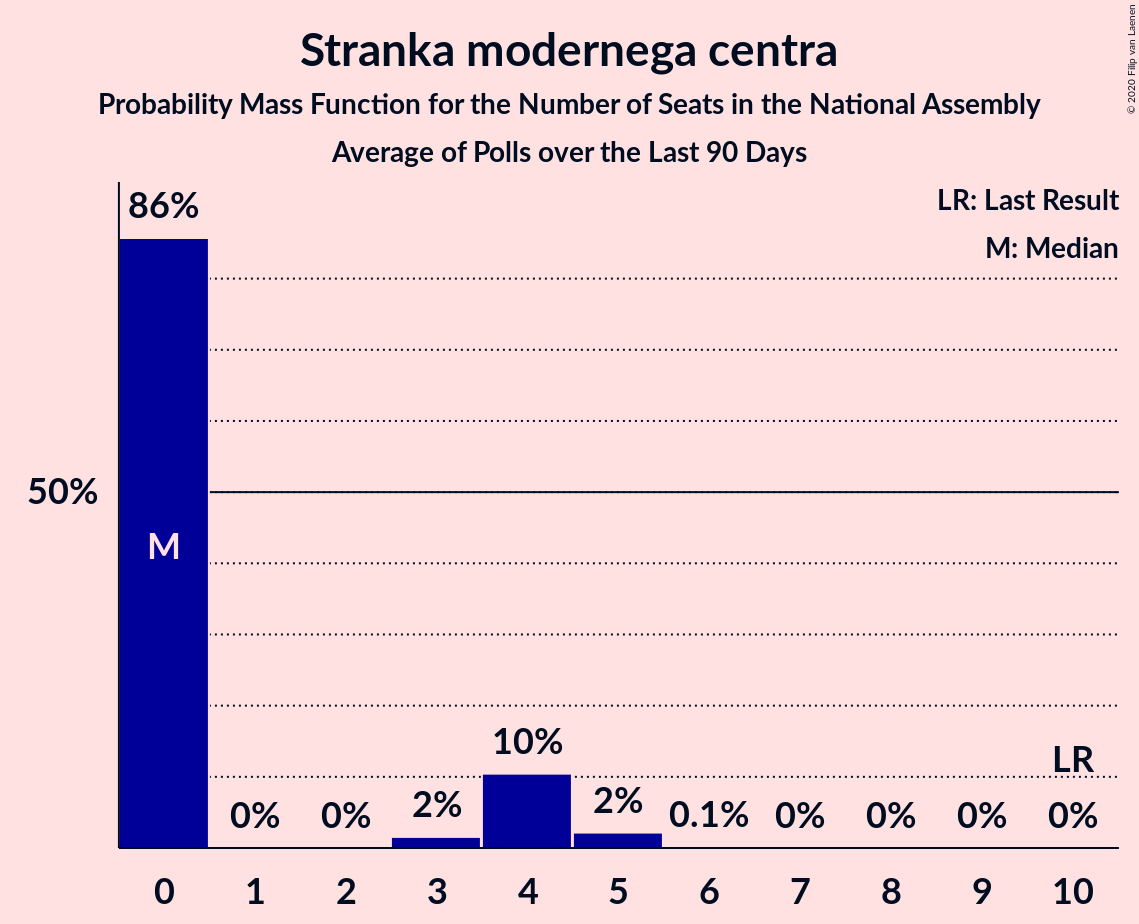 Stranka modernega centra
Probability Mass Function for the Number of Seats in the National Assembly
Average of Polls over the Last 90 Days
© 2020 Filip van Laenen
LR: Last Result
M: Median
86%
50%
M
0% 0% 2% 10% 2% 0.1% 0% 0% 0% 0%
LR
0 1 2 3 4 5 6 7 8 9 10